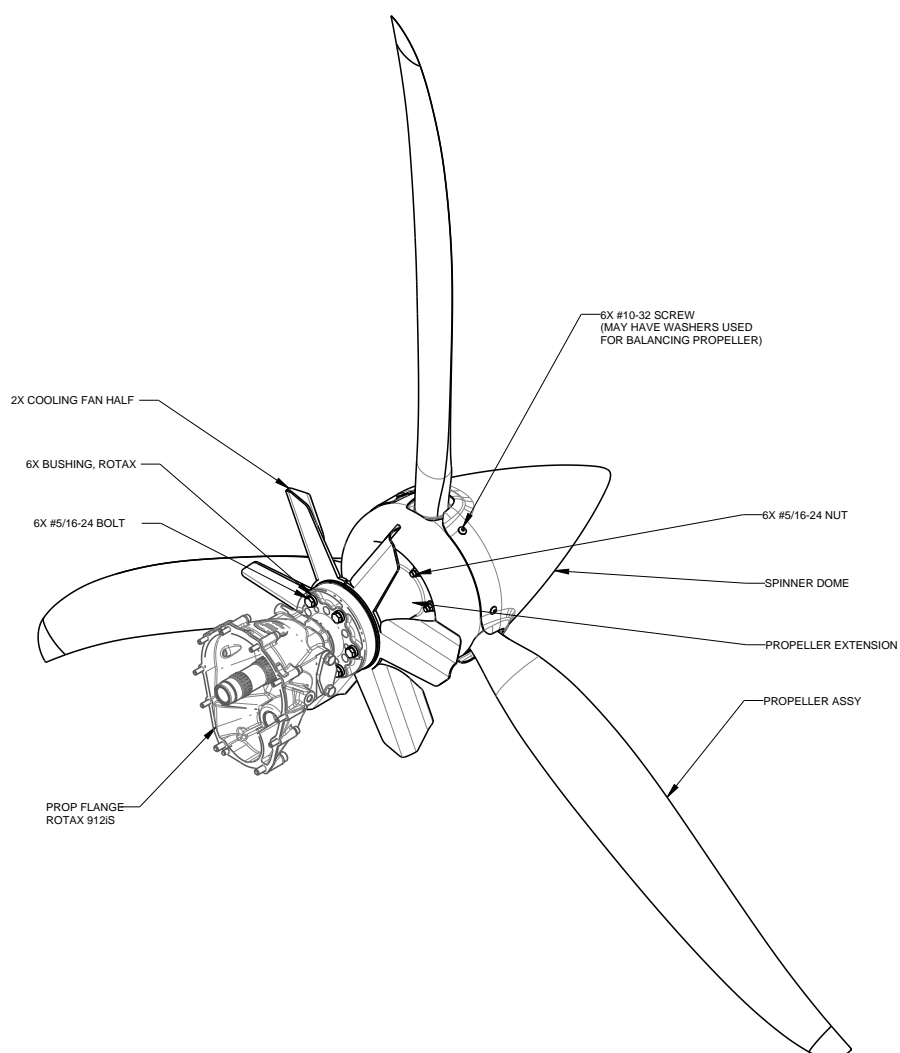 6X #10-32 SCREW
(MAY HAVE WASHERS USED
FOR BALANCING PROPELLER)
2X COOLING FAN HALF
6X BUSHING, ROTAX
6X #5/16-24 BOLT
6X #5/16-24 NUT
SPINNER DOME
PROPELLER EXTENSION
PROPELLER ASSY
PROP FLANGE
ROTAX 912iS